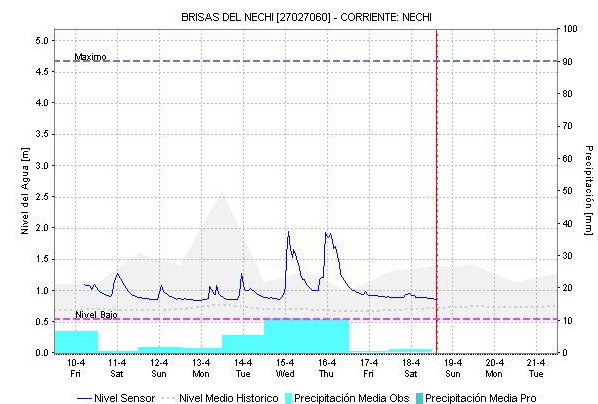 BRISAS DEL NECHI [27027060] - CORRIENTE: NECHI
Nivel del Agua [m]
5.0
4.5
4.0
3.5
3.0
2.5
2.0
1.5
1.0
0.5
0.0
Maximo
Nivel Bajo
100
90
80
70
60
50
40
30
20
10
0
Precipitación [mm]
10-4 11-4 12-4 13-4 14-4 15-4 16-4 17-4 18-4 19-4 20-4 21-4
Fri Sat Sun Mon Tue Wed Thu Fri Sat Sun Mon Tue
Nivel Sensor Nivel Medio Historico Precipitación Media Obs Precipitación Media Pro